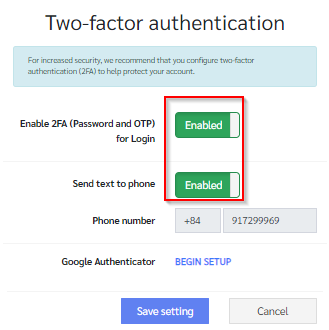 Two-factor authentication
For increased security, we recommend that you configure two-factor
authentication (2FA) to help protect your account.
Enable 2FA (Password and OTP) Enabled
for Login
Send text to phone Enabled
Phone number +84 917299969
Google Authenticator BEGIN SETUP
Save setting Cancel